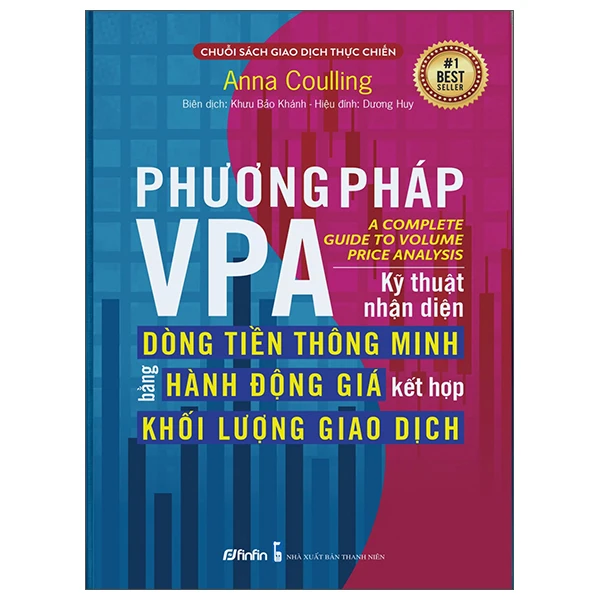 CHUỖI SÁCH GIAO DỊCH THỰC CHIẾN
Anna Coulling
Biên dịch: Khưu Bảo Khánh - Hiệu đính: Dương Huy
#1
BEST
SELLER
PHƯƠNG PHÁP
VPA
A COMPLETE
GUIDE TO VOLUME
PRICE ANALYSIS
Kỹ thuật
nhận diện
DÒNG TIỀN THÔNG MINH
bằng
HÀNH ĐỘNG GIÁ kết hợp
KHỐI LƯỢNG GIAO DỊCH
finfin
NHÀ XUẤT BẢN THANH NIÊN